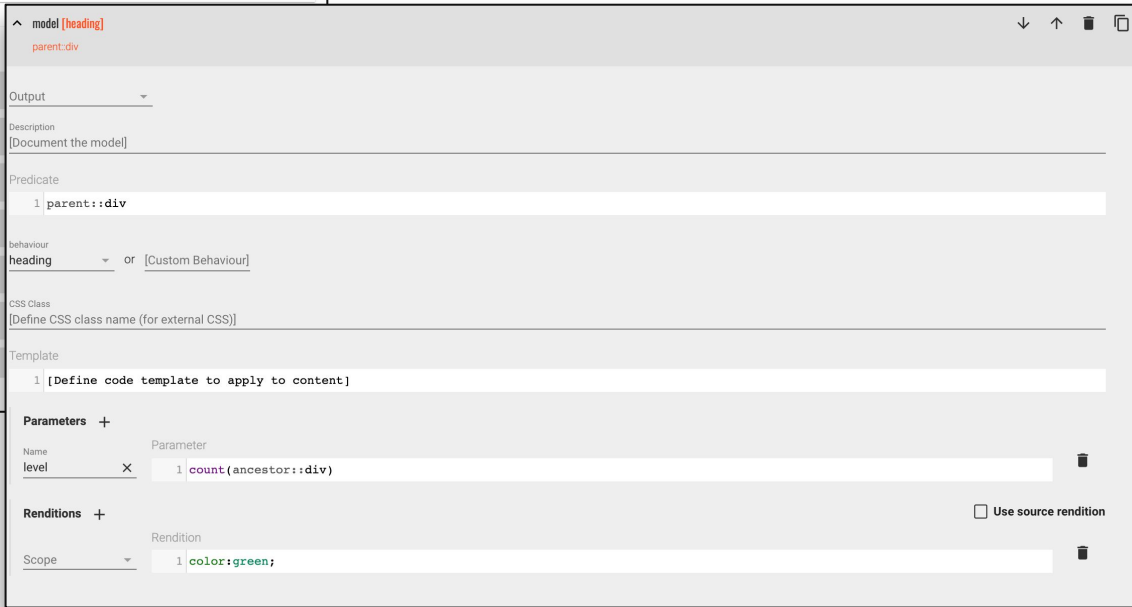 model [heading]
parent::div
Output
Description
[Document the model]
Predicate
1 parent::div
behaviour
heading or [Custom Behaviour]
CSS Class
[Define CSS class name (for external CSS)]
Template
1 [Define code template to apply to content]
Parameters +
Name Parameter
level × 1 count(ancestor::div)
Renditions + Use source rendition
Rendition
Scope 1 color:green;